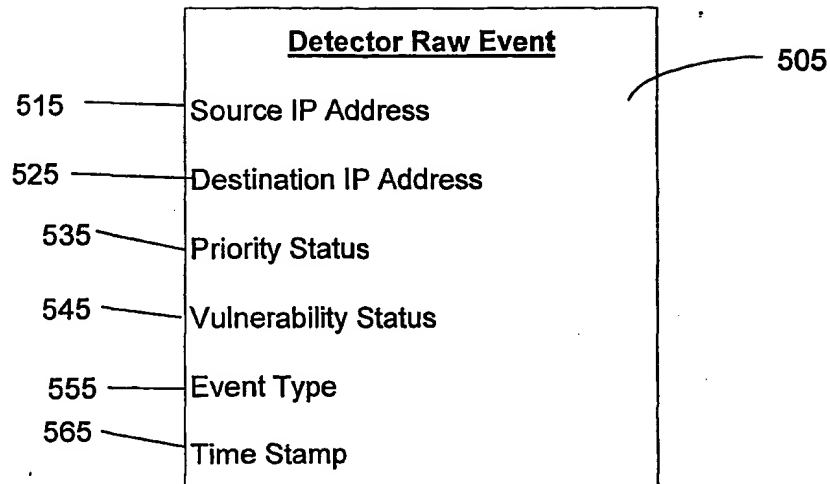 Detector Raw Event
505
515 Source IP Address
525 Destination IP Address
535 Priority Status
545 Vulnerability Status
555 Event Type
565 Time Stamp